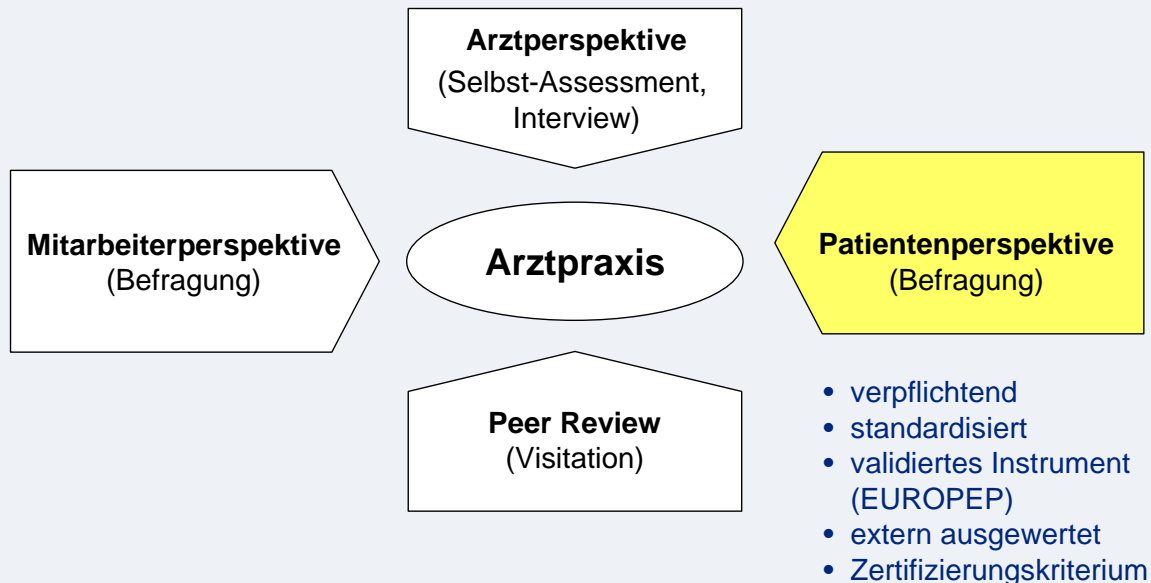 Arztperspektive
(Selbst-Assessment,
Interview)
Mitarbeiterperspektive
(Befragung)
Arztpraxis
Patientenperspektive
(Befragung)
Peer Review
(Visitation)
• verpflichtend
• standardisiert
• validiertes Instrument
(EUROPEP)
• extern ausgewertet
• Zertifizierungskriterium